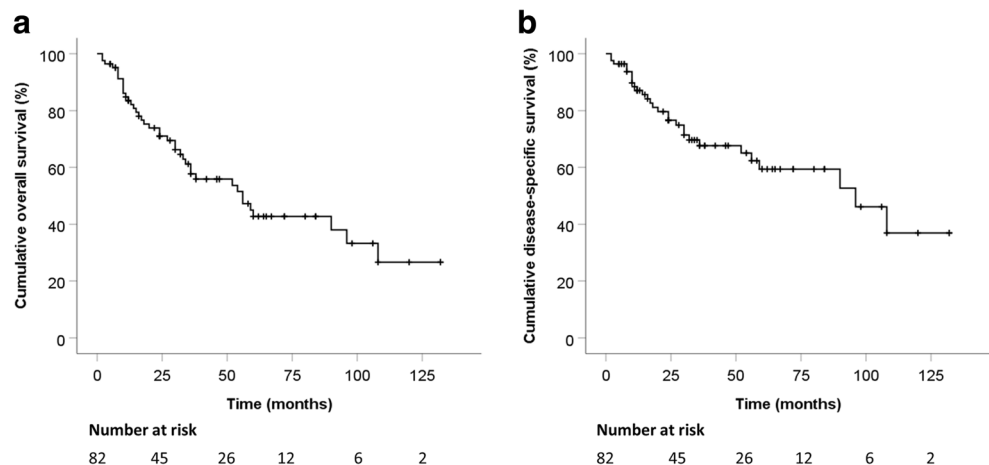 a
Cumulative overall survival (%)
100
80
60
40
20
0
0 25 50 75 100 125
Time (months)
Number at risk
82 45 26 12 6 2
b
Cumulative disease-specific survival (%)
100
80
60
40
20
0
0 25 50 75 100 125
Time (months)
Number at risk
82 45 26 12 6 2